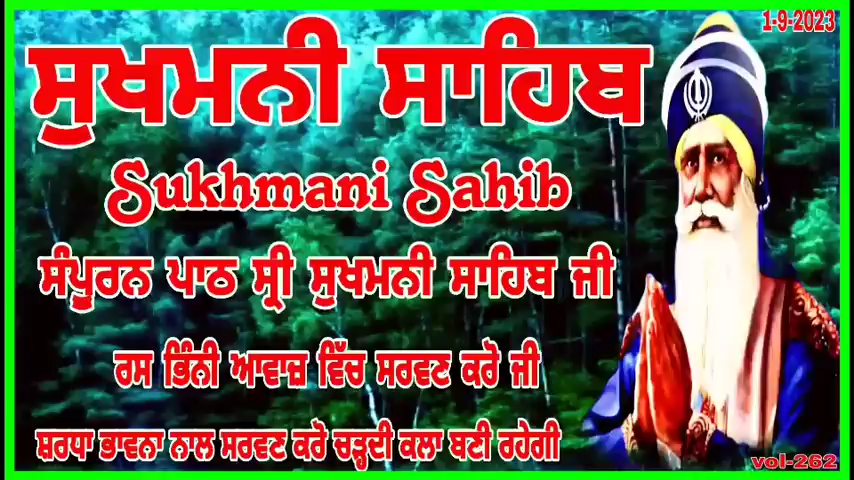 1-9-2023
ਸੁਖਮਨੀ ਸਾਹਿਬ
Sukhmani Sahib
ਸੰਪੂਰਨ ਪਾਠ ਸ੍ਰੀ ਸੁਖਮਨੀ ਸਾਹਿਬ ਜੀ
ਰਸ ਭਿੰਨੀ ਆਵਾਜ਼ ਵਿੱਚ ਸਰਵਣ ਕਰੋ ਜੀ
ਸ਼ਰਧਾ ਭਾਵਨਾ ਨਾਲ ਸਰਵਣ ਕਰੋ ਚੜ੍ਹਦੀ ਕਲਾ ਬਣੀ ਰਹੇਗੀ
vol-262